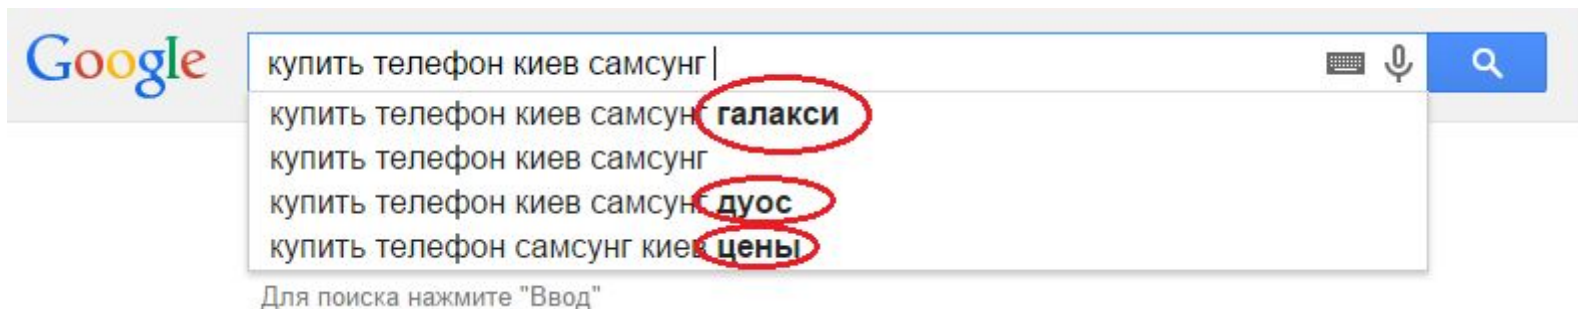 Google
купить телефон киев самсунг
купить телефон киев самсунг галакси
купить телефон киев самсунг
купить телефон киев самсунг дуос
купить телефон самсунг киев цены
Для поиска нажмите "Ввод"